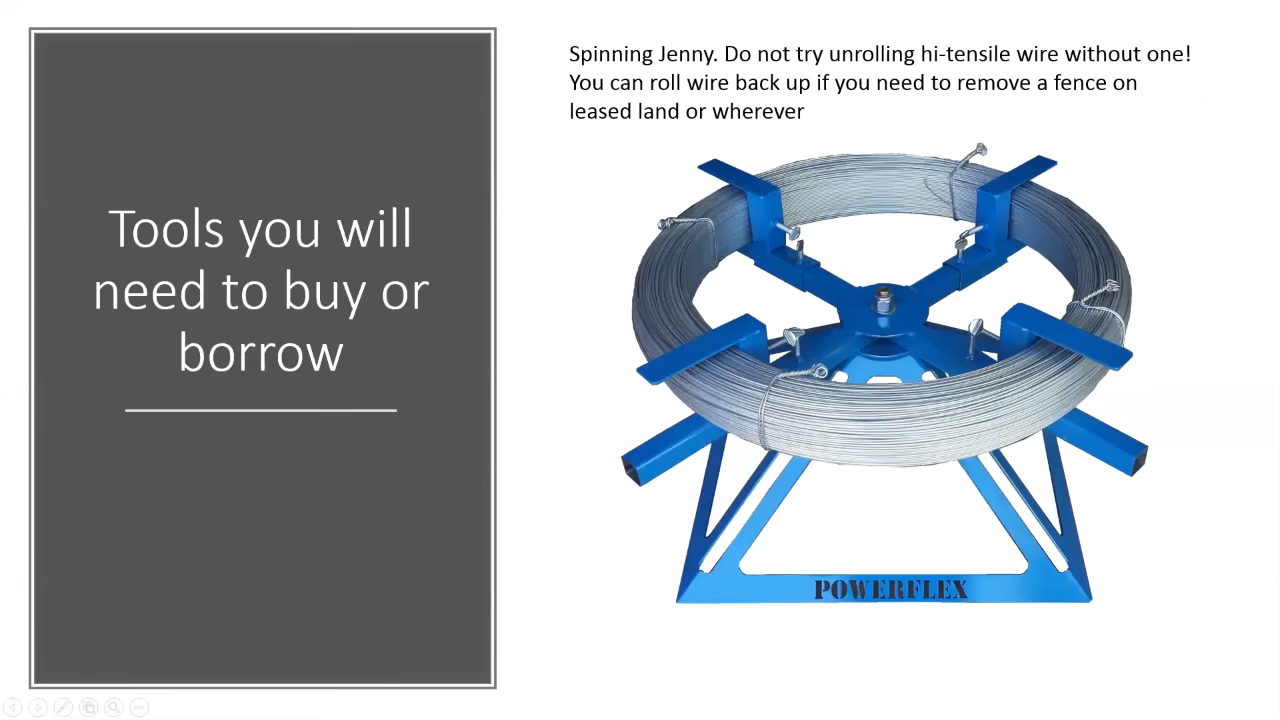 Tools you will
need to buy or
borrow
Spinning Jenny. Do not try unrolling hi-tensile wire without one!
You can roll wire back up if you need to remove a fence on
leased land or wherever
POWERFLEX